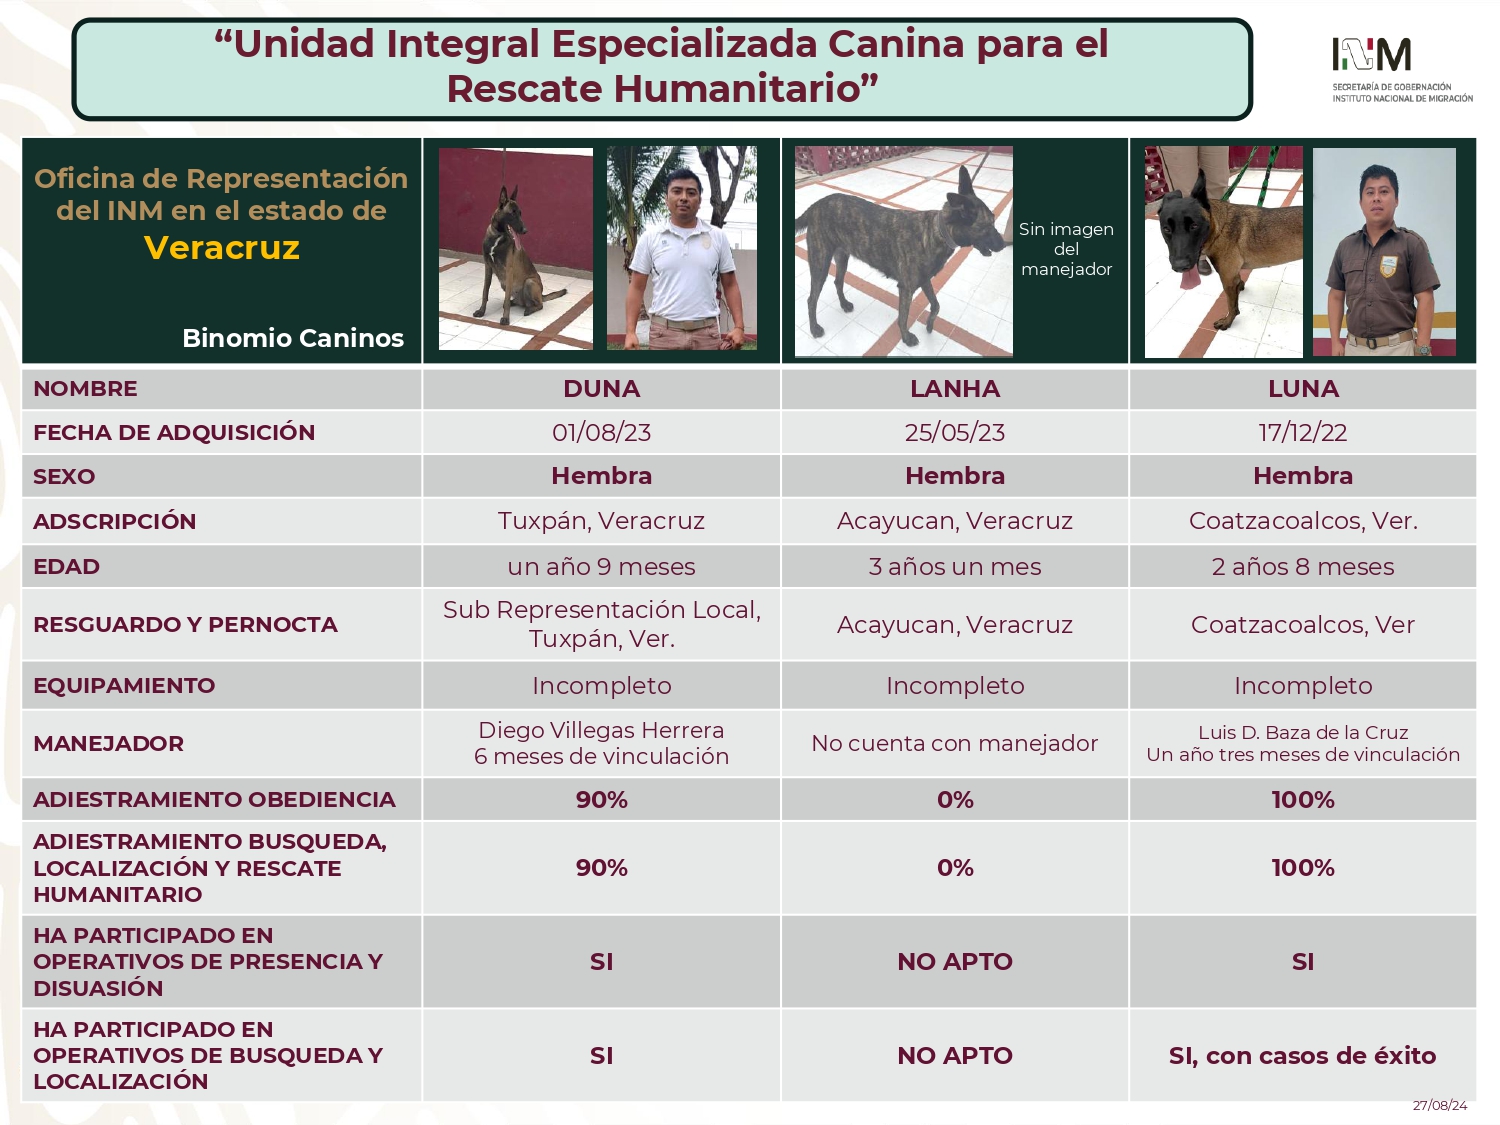 “Unidad Integral Especializada Canina para el
Rescate Humanitario”
INM
SECRETARÍA DE GOBERNACIÓN
INSTITUTO NACIONAL DE MIGRACIÓN
Oficina de Representación
del INM en el estado de
Veracruz
Binomio Caninos
Sin imagen
del
manejador
NOMBRE DUNA LANHA LUNA
FECHA DE ADQUISICIÓN 01/08/23 25/05/23 17/12/22
SEXO Hembra Hembra Hembra
ADSCRIPCIÓN Tuxpán, Veracruz Acayucan, Veracruz Coatzacoalcos, Ver.
EDAD un año 9 meses 3 años un mes 2 años 8 meses
RESGUARDO Y PERNOCTA
Sub Representación Local,
Tuxpán, Ver.
Acayucan, Veracruz
Coatzacoalcos, Ver
EQUIPAMIENTO Incompleto Incompleto Incompleto
MANEJADOR
Diego Villegas Herrera
6 meses de vinculación
No cuenta con manejador
Luis D. Baza de la Cruz
Un año tres meses de vinculación
ADIESTRAMIENTO OBEDIENCIA 90% 0% 100%
ADIESTRAMIENTO BUSQUEDA,
LOCALIZACIÓN Y RESCATE
HUMANITARIO
90% 0% 100%
HA PARTICIPADO EN
OPERATIVOS DE PRESENCIA Y
DISUASIÓN
SI NO APTO SI
HA PARTICIPADO EN
OPERATIVOS DE BUSQUEDA Y
LOCALIZACIÓN
SI NO APTO SI, con casos de éxito
27/08/24